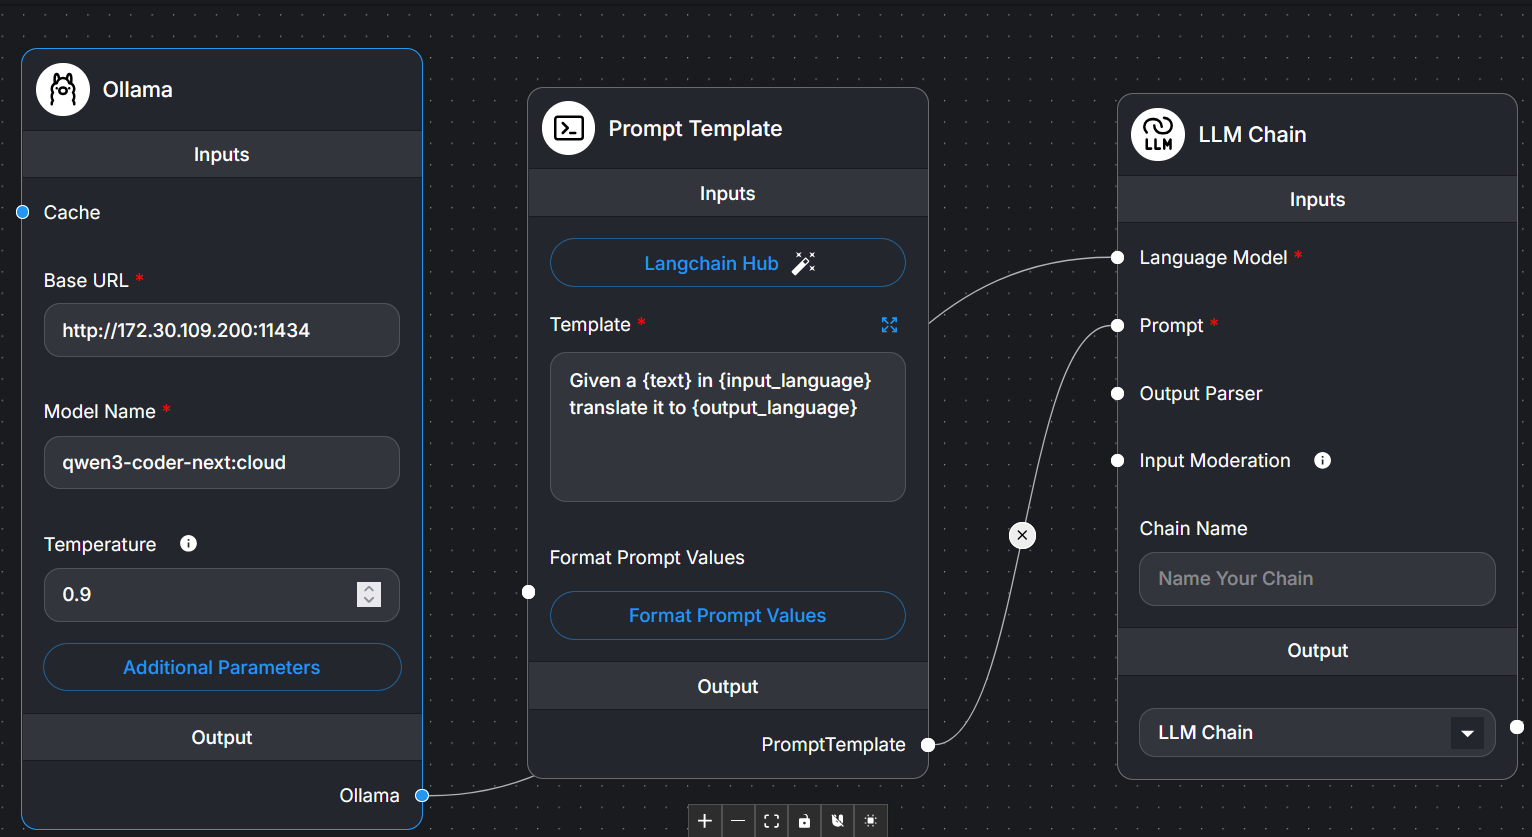 Ollama
Inputs
Cache
Base URL *
http://172.30.109.200:11434
Model Name *
qwen3-coder-next:cloud
Temperature
0.9
Additional Parameters
Output
Ollama
Prompt Template
Inputs
Langchain Hub
Template *
Given a {text} in {input_language}
translate it to {output_language}
Format Prompt Values
Format Prompt Values
Output
PromptTemplate
LLM
LLM Chain
Inputs
Language Model *
Prompt *
Output Parser
Input Moderation
Chain Name
Name Your Chain
Output
LLM Chain